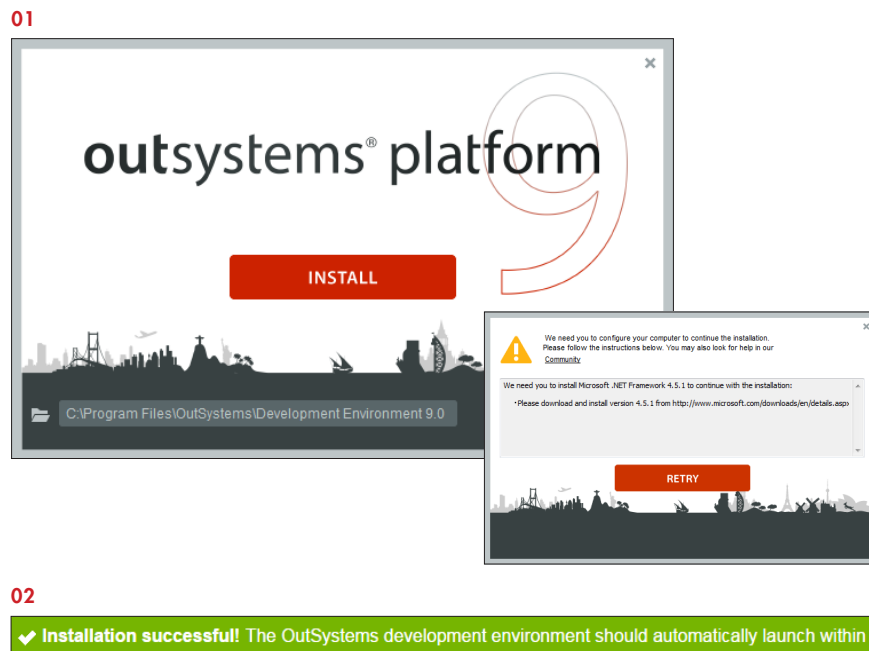 01
outsystems® platform 9
INSTALL
C:\Program Files\OutSystems\Development Environment 9.0
We need you to configure your computer to continue the installation.
Please follow the instructions below. You may also look for help in our
Community
We need you to install Microsoft .NET Framework 4.5.1 to continue with the installation:
•Please download and install version 4.5.1 from http://www.microsoft.com/downloads/en/details.aspx
RETRY
02
Installation successful! The OutSystems development environment should automatically launch within